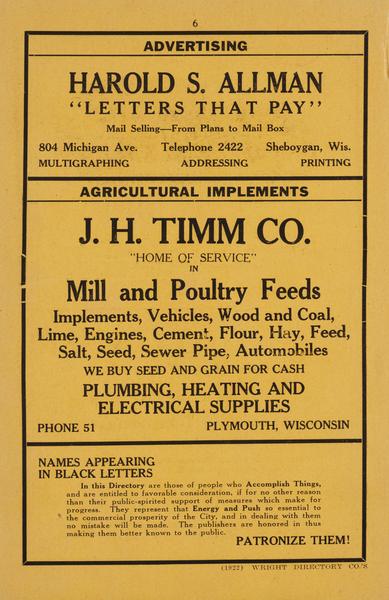 6
ADVERTISING
HAROLD S. ALLMAN
"LETTERS THAT PAY"
Mail Selling—From Plans to Mail Box
804 Michigan Ave. Telephone 2422 Sheboygan, Wis.
MULTIGRAPHING ADDRESSING PRINTING
AGRICULTURAL IMPLEMENTS
J. H. TIMM CO.
"HOME OF SERVICE"
IN
Mill and Poultry Feeds
Implements, Vehicles, Wood and Coal,
Lime, Engines, Cement, Flour, Hay, Feed,
Salt, Seed, Sewer Pipe, Automobiles
WE BUY SEED AND GRAIN FOR CASH
PLUMBING, HEATING AND
ELECTRICAL SUPPLIES
PHONE 51 PLYMOUTH, WISCONSIN
NAMES APPEARING
IN BLACK LETTERS
In this Directory are those of people who Accomplish Things,
and are entitled to favorable consideration, if for no other reason
than their public-spirited support of measures which make for
progress. They represent that Energy and Push so essential to
the commercial prosperity of the City, and in dealing with them
no mistake will be made. The publishers are honored in thus
making them better known to the public.
PATRONIZE THEM!
(1922) WRIGHT DIRECTORY CO.'S